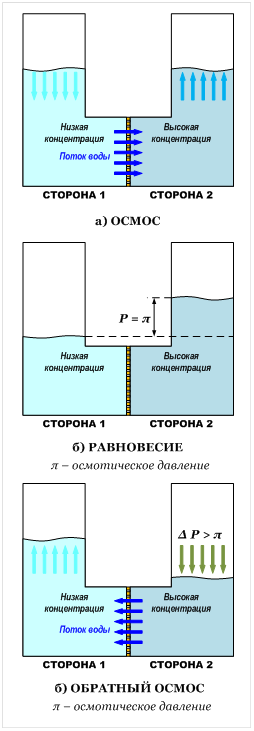 Низкая
концентрация
Высокая
концентрация
Поток воды
СТОРОНА 1
СТОРОНА 2
а) ОСМОС
P = π
Низкая
концентрация
Высокая
концентрация
СТОРОНА 1
СТОРОНА 2
б) РАВНОВЕСИЕ
π – осмотическое давление
Δ P > π
Низкая
концентрация
Высокая
концентрация
Поток воды
СТОРОНА 1
СТОРОНА 2
б) ОБРАТНЫЙ ОСМОС
π – осмотическое давление